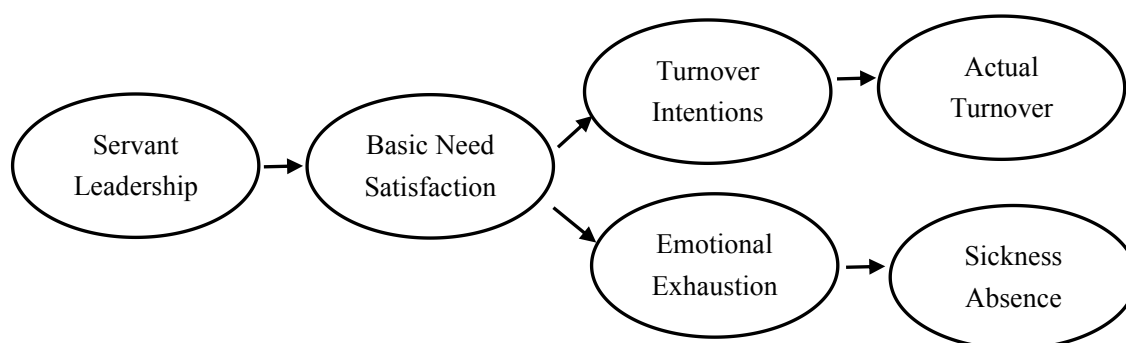 Servant
Leadership
Basic Need
Satisfaction
Turnover
Intentions
Actual
Turnover
Emotional
Exhaustion
Sickness
Absence